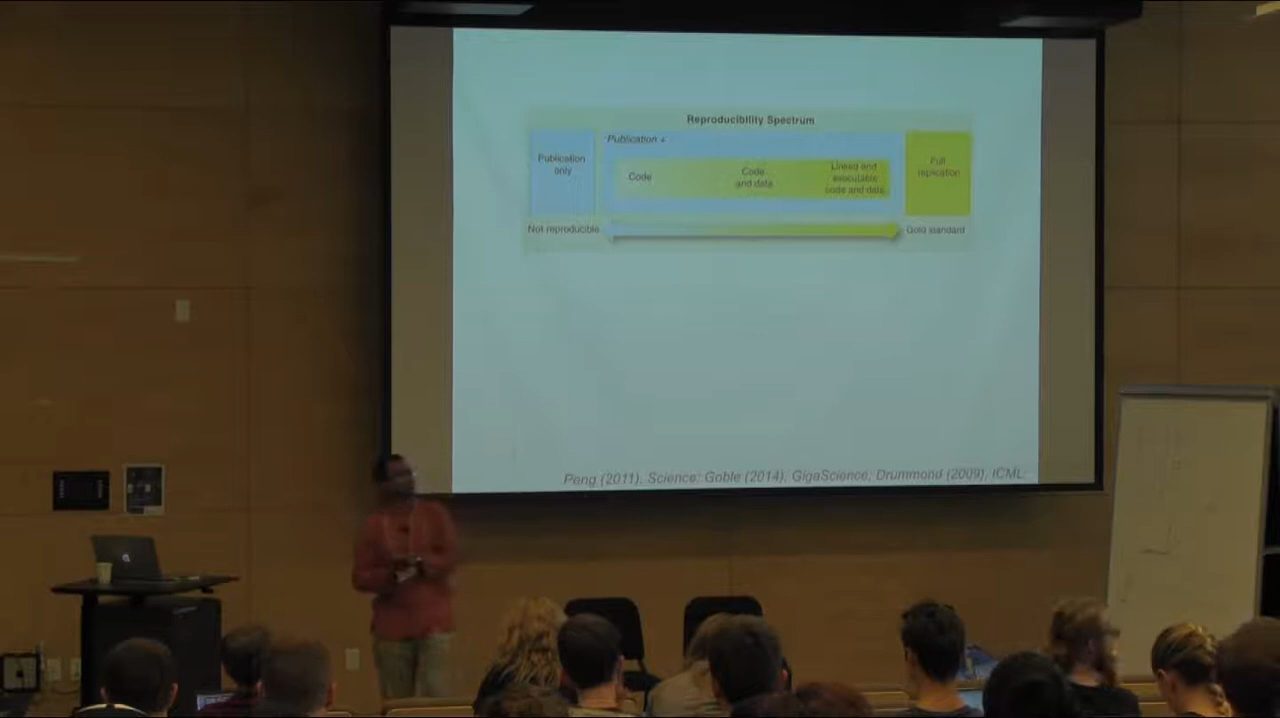 Reproducibility Spectrum
Publication only
Publication +
Code
Code and data
Linked and executable code and data
Full replication
Not reproducible
Gold standard
Peng (2011), Science; Goble (2014), GigaScience; Drummond (2009), ICML